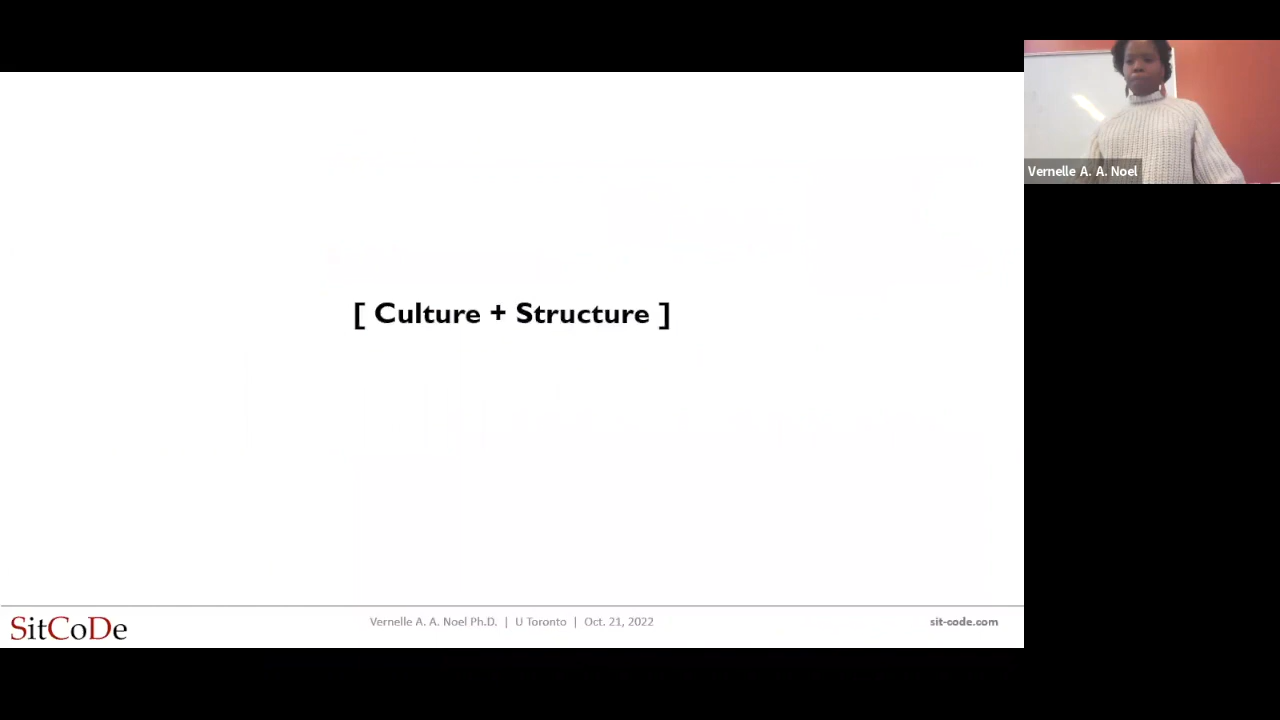 Vernelle A. A. Noel
[ Culture + Structure ]
SitCoDe
Vernelle A. A. Noel Ph.D. | U Toronto | Oct. 21, 2022
sit-code.com